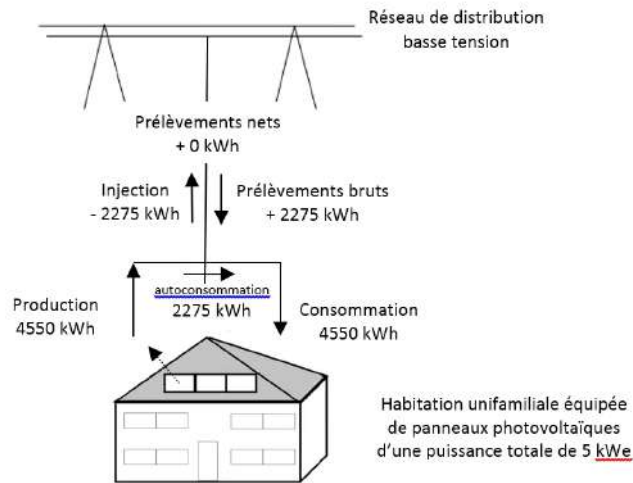 Réseau de distribution
basse tension
Prélèvements nets
+ 0 kWh
Injection
- 2275 kWh
Prélèvements bruts
+ 2275 kWh
autoconsommation
2275 kWh
Production
4550 kWh
Consommation
4550 kWh
Habitation unifamiliale équipée
de panneaux photovoltaïques
d'une puissance totale de 5 kWe